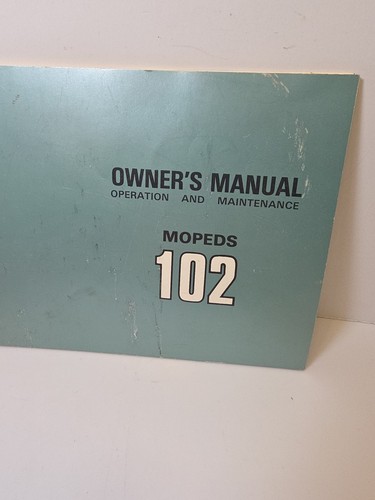 OWNER'S MANUAL
OPERATION AND MAINTENANCE
MOPEDS
102